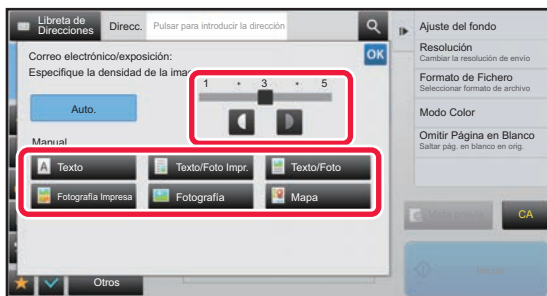 Libreta de
Direcciones
Direcc.
Pulsar para introducir la dirección
Correo electrónico/exposición:
OK
Especifique la densidad de la
1 • 3 • 5
Auto.
Manual
A Texto
Texto/Foto Impr.
Texto/Foto
Fotografía Impresa
Fotografía
Mapa
Otros
Ajuste del fondo
Resolución
Cambiar la resolución de envío
Formato de Fichero
Seleccionar formato de archivo
Modo Color
Omitir Página en Blanco
Saltar pág. en blanco en orig.
CA